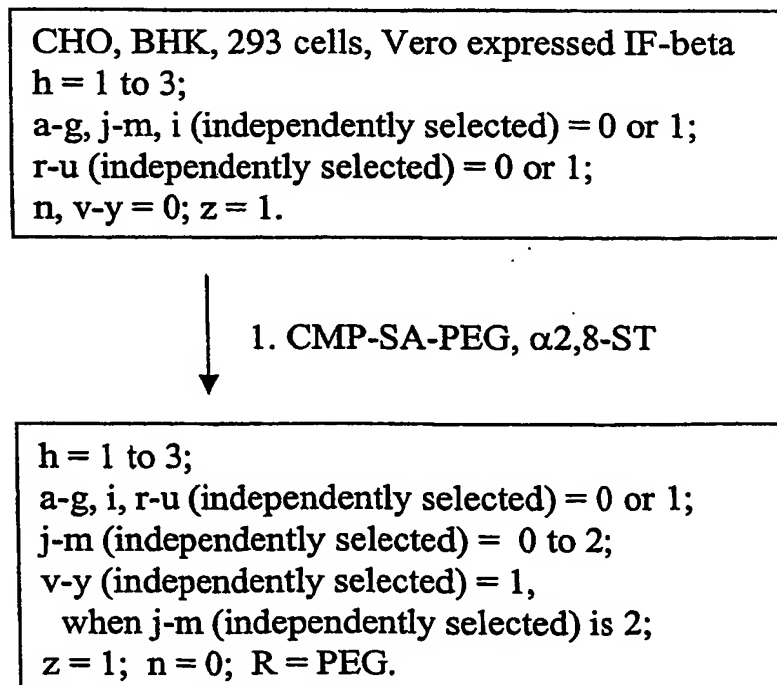 CHO, BHK, 293 cells, Vero expressed IF-beta
h = 1 to 3;
a-g, j-m, i (independently selected) = 0 or 1;
r-u (independently selected) = 0 or 1;
n, v-y = 0; z = 1.
1. CMP-SA-PEG, α2,8-ST
h = 1 to 3;
a-g, i, r-u (independently selected) = 0 or 1;
j-m (independently selected) = 0 to 2;
v-y (independently selected) = 1,
when j-m (independently selected) is 2;
z = 1; n = 0; R = PEG.